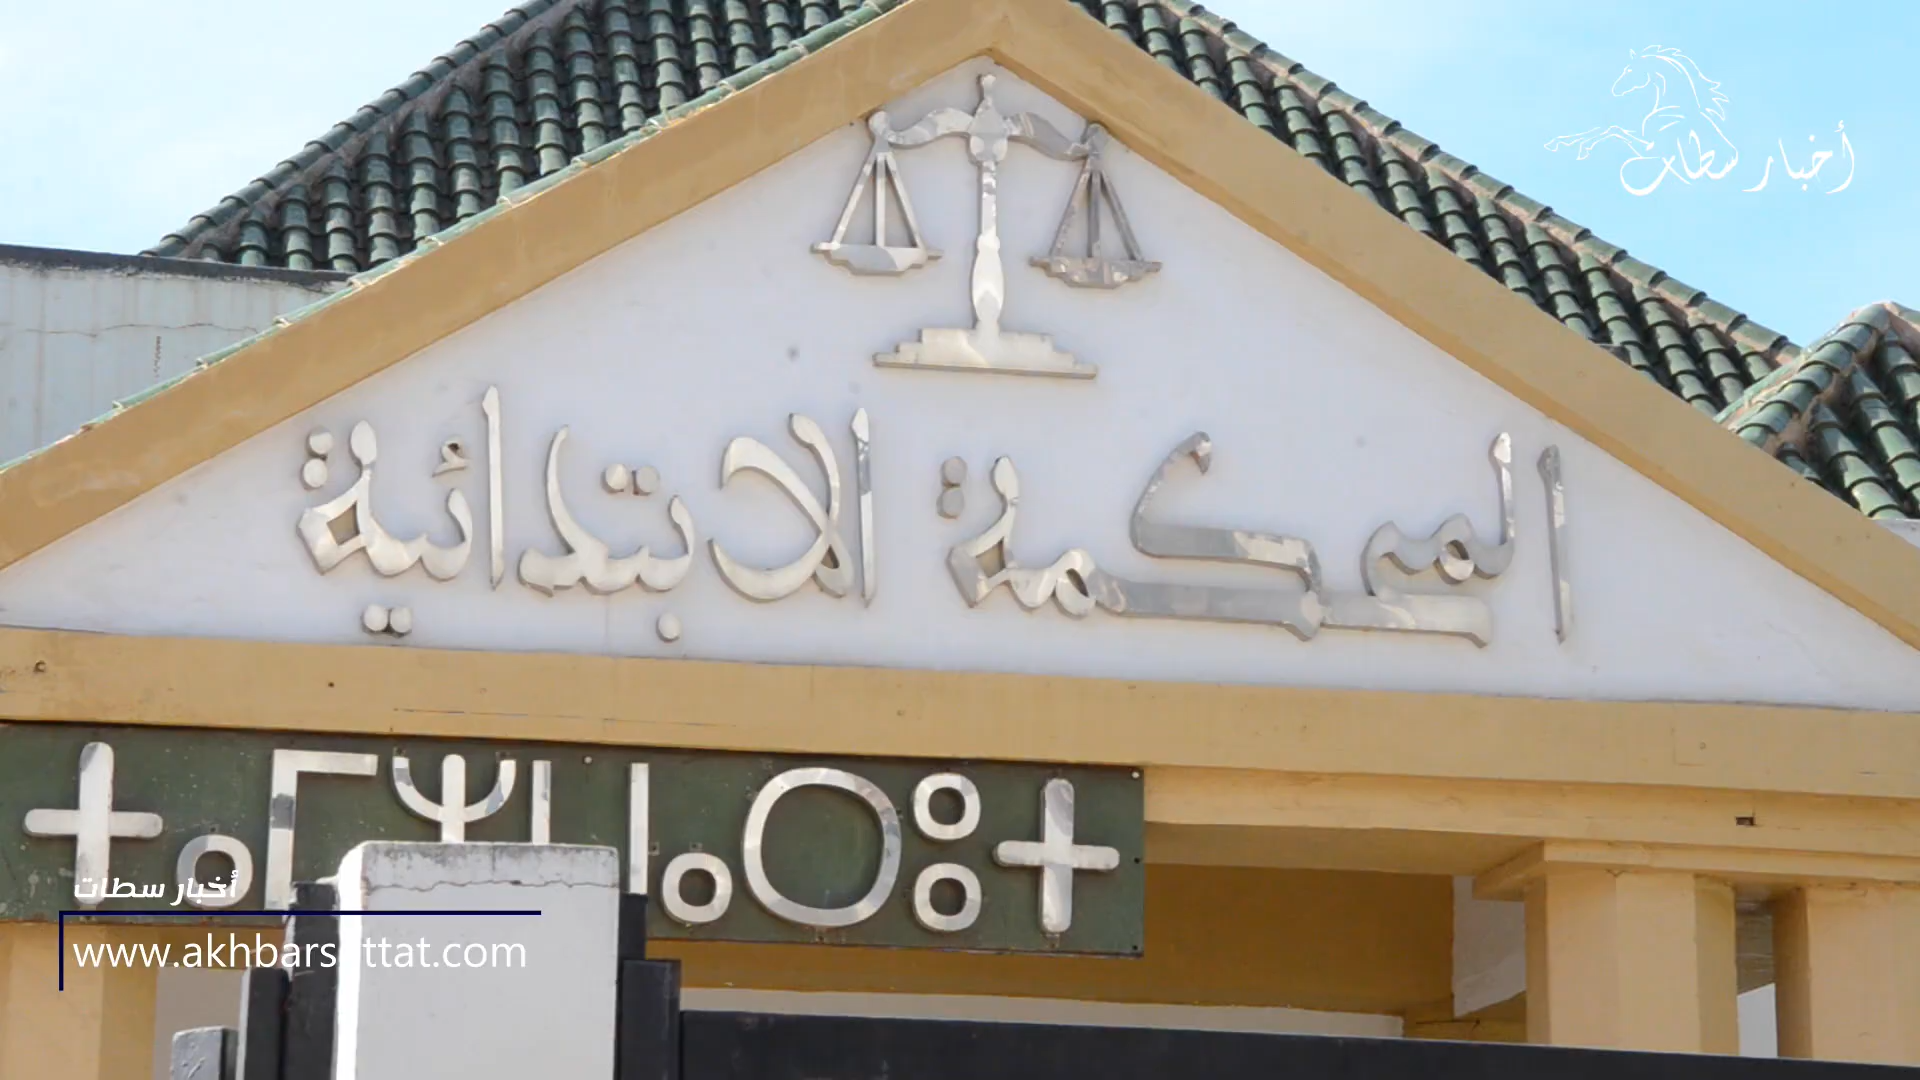 أخبار سطات
المحكمة الابتدائية
أخبار سطات
www.akhbarsettat.com